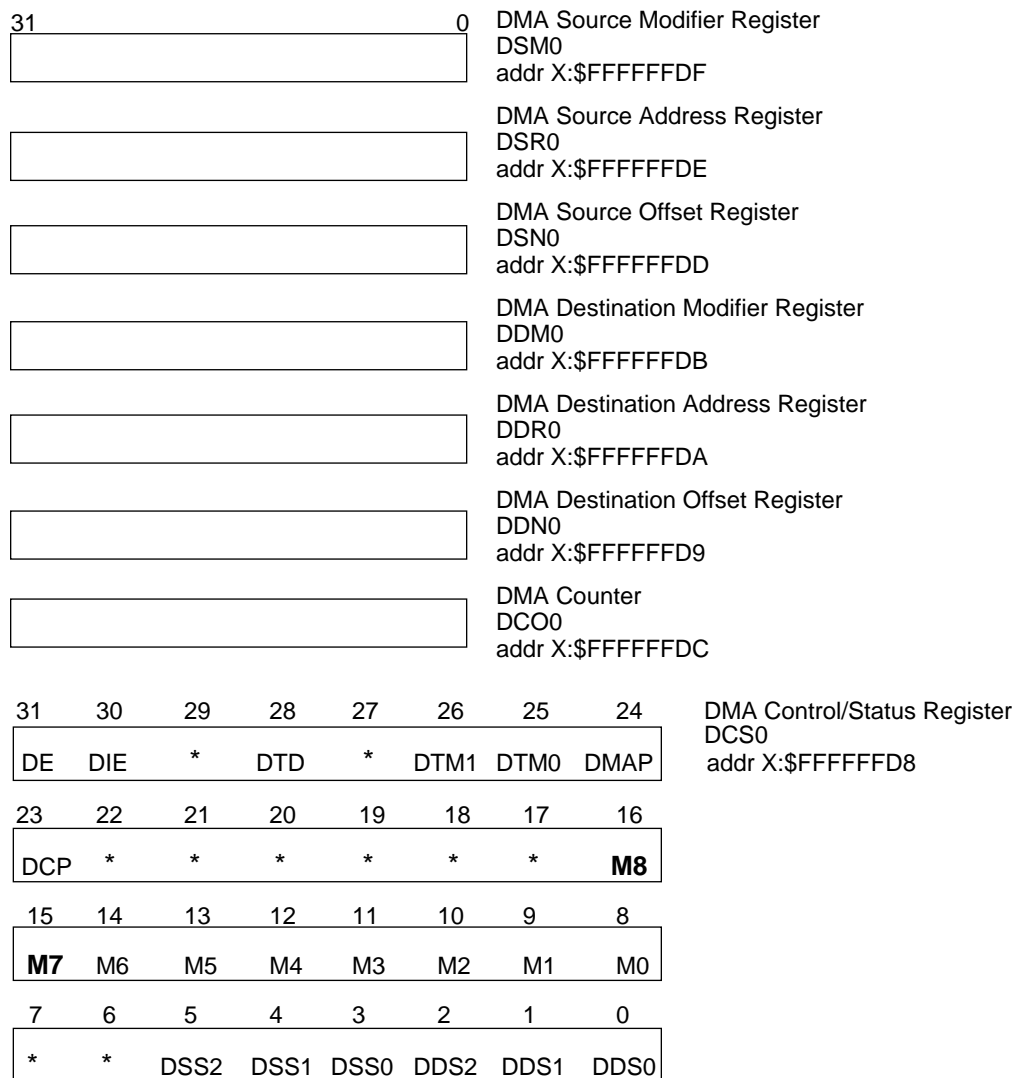 31 0 DMA Source Modifier Register
DSM0
addr X:$FFFFFFDF
DMA Source Address Register
DSR0
addr X:$FFFFFFDE
DMA Source Offset Register
DSN0
addr X:$FFFFFFDD
DMA Destination Modifier Register
DDM0
addr X:$FFFFFFDB
DMA Destination Address Register
DDR0
addr X:$FFFFFFDA
DMA Destination Offset Register
DDN0
addr X:$FFFFFFD9
DMA Counter
DCO0
addr X:$FFFFFFDC
31 30 29 28 27 26 25 24 DMA Control/Status Register
DCS0
DE DIE * DTD * DTM1 DTM0 DMAP addr X:$FFFFFFD8
23 22 21 20 19 18 17 16
DCP * * * * * * M8
15 14 13 12 11 10 9 8
M7 M6 M5 M4 M3 M2 M1 M0
7 6 5 4 3 2 1 0
* * DSS2 DSS1 DSS0 DDS2 DDS1 DDS0